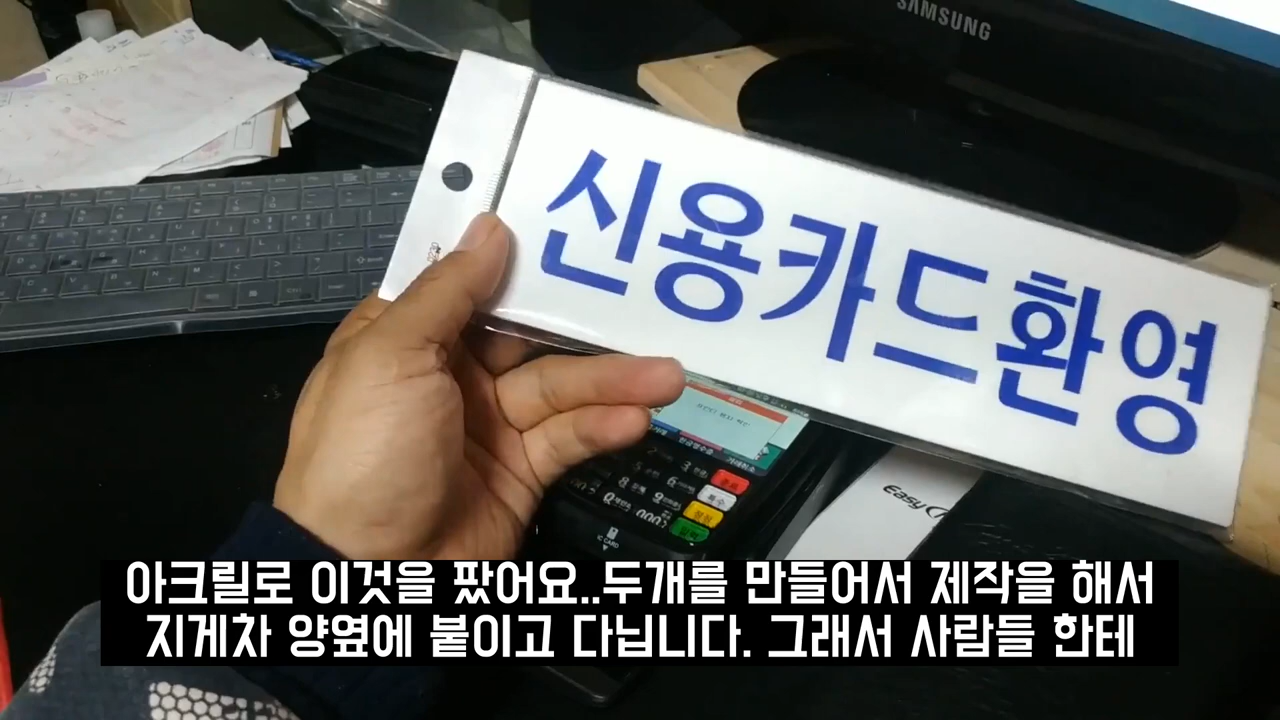 SAMSUNG
신용카드환영
IC CARD
아크릴로 이것을 팠어요..두개를 만들어서 제작을 해서
지게차 양옆에 붙이고 다닙니다. 그래서 사람들 한테